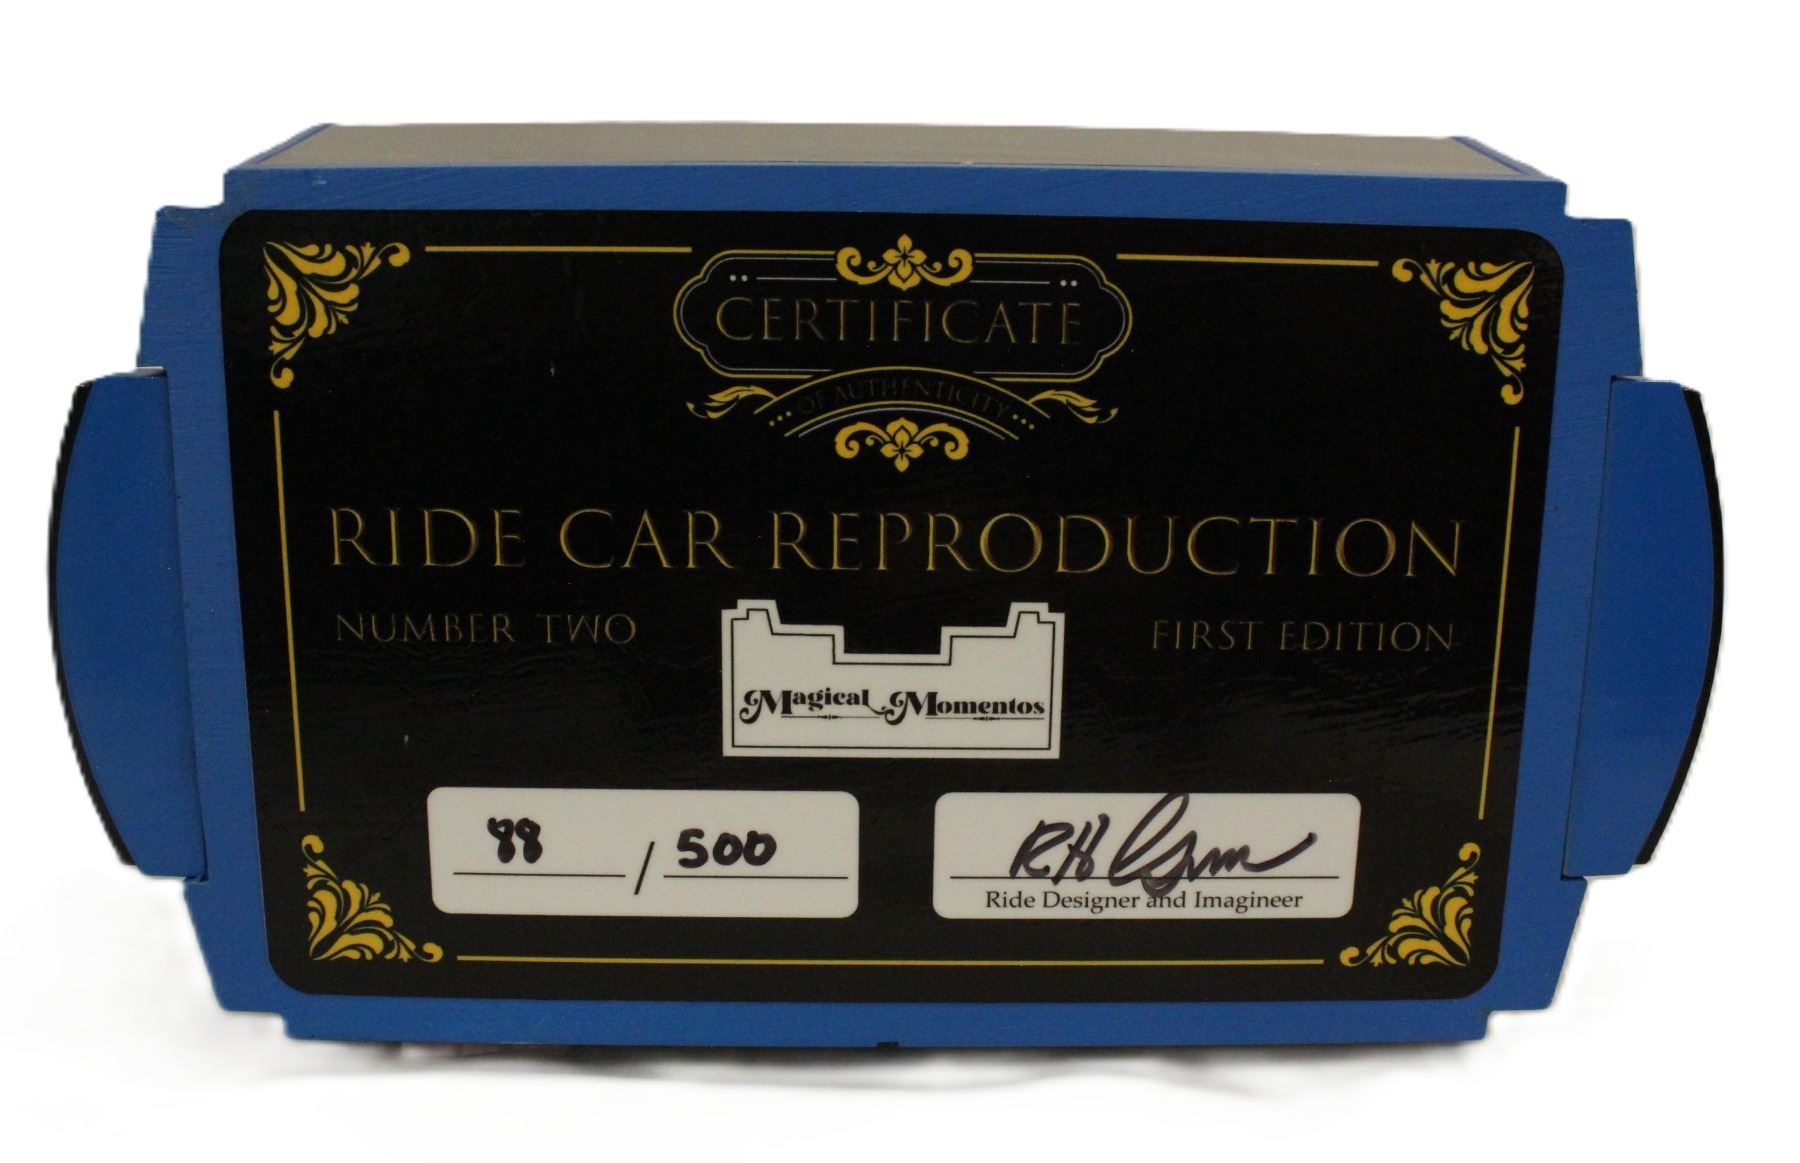 CERTIFICATE
OF AUTHENTICITY
RIDE CAR REPRODUCTION
NUMBER TWO
FIRST EDITION
Magical Momentos
88 / 500
Ride Designer and Imagineer